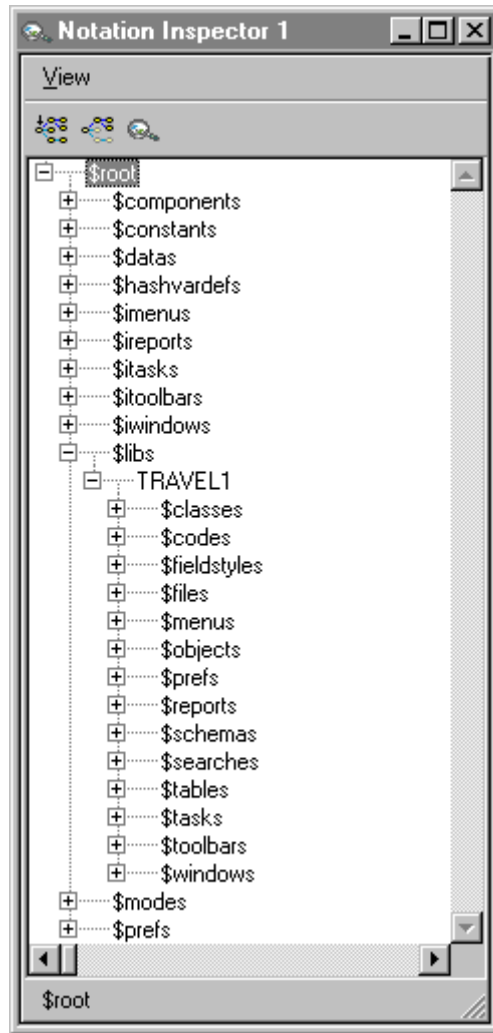 Notation Inspector 1
View
$root
$components
$constants
$datas
$hashvardefs
$imenus
$ireports
$itasks
$itoolbars
$iwindows
$libs
TRAVEL1
$classes
$codes
$fieldstyles
$files
$menus
$objects
$prefs
$reports
$schemas
$searches
$tables
$tasks
$toolbars
$windows
$modes
$prefs
$root